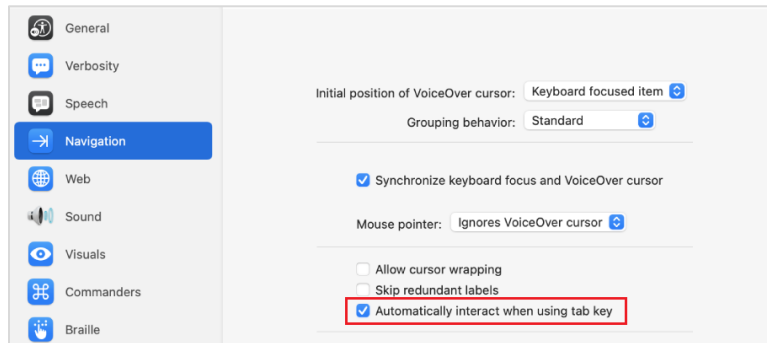 General
Verbosity
Speech
Navigation
Web
Sound
Visuals
Commanders
Braille
Initial position of VoiceOver cursor: Keyboard focused item
Grouping behavior: Standard
Synchronize keyboard focus and VoiceOver cursor
Mouse pointer: Ignores VoiceOver cursor
Allow cursor wrapping
Skip redundant labels
Automatically interact when using tab key